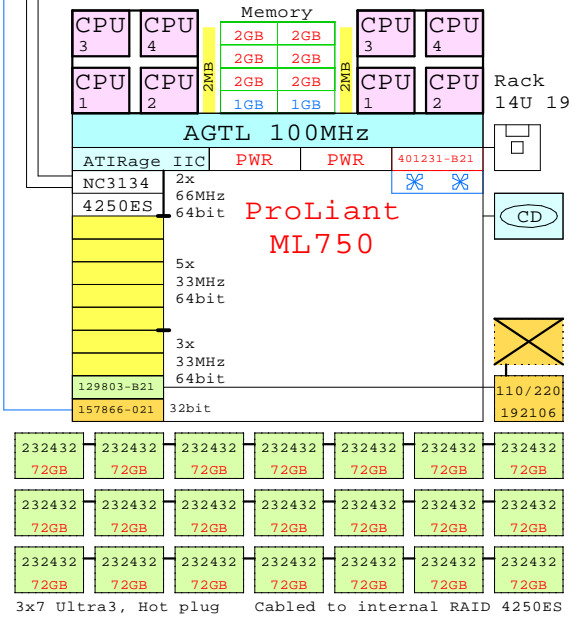 Memory
CPU 3 CPU 4 2GB 2GB CPU 3 CPU 4
2GB 2GB
2MB 2MB
CPU 1 CPU 2 2GB 2GB CPU 1 CPU 2
1GB 1GB
Rack
14U 19
AGTL 100MHz
ATIRage IIC PWR PWR 401231-B21
NC3134 2x
66MHz
4250ES 64bit
ProLiant
ML750
CD
5x
33MHz
64bit
3x
33MHz
64bit
129803-B21
110/220
157866-021 32bit 192106
232432 232432 232432 232432 232432 232432 232432
72GB 72GB 72GB 72GB 72GB 72GB 72GB
232432 232432 232432 232432 232432 232432 232432
72GB 72GB 72GB 72GB 72GB 72GB 72GB
232432 232432 232432 232432 232432 232432 232432
72GB 72GB 72GB 72GB 72GB 72GB 72GB
3x7 Ultra3, Hot plug Cabled to internal RAID 4250ES